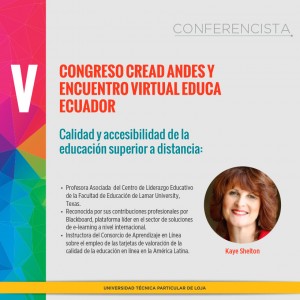 CONFERENCISTA
V
CONGRESO CREAD ANDES Y
ENCUENTRO VIRTUAL EDUCA
ECUADOR
Calidad y accesibilidad de la
educación superior a distancia:
• Profesora Asociada del Centro de Liderazgo Educativo
de la Facultad de Educación de Lamar University,
Texas.
• Reconocida por sus contribuciones profesionales por
Blackboard, plataforma líder en el sector de soluciones
de e-learning a nivel internacional.
• Instructora del Consorcio de Aprendizaje en Línea
sobre el empleo de las tarjetas de valoración de la
calidad de la educación en línea en la América Latina.
Kaye Shelton
UNIVERSIDAD TÉCNICA PARTICULAR DE LOJA